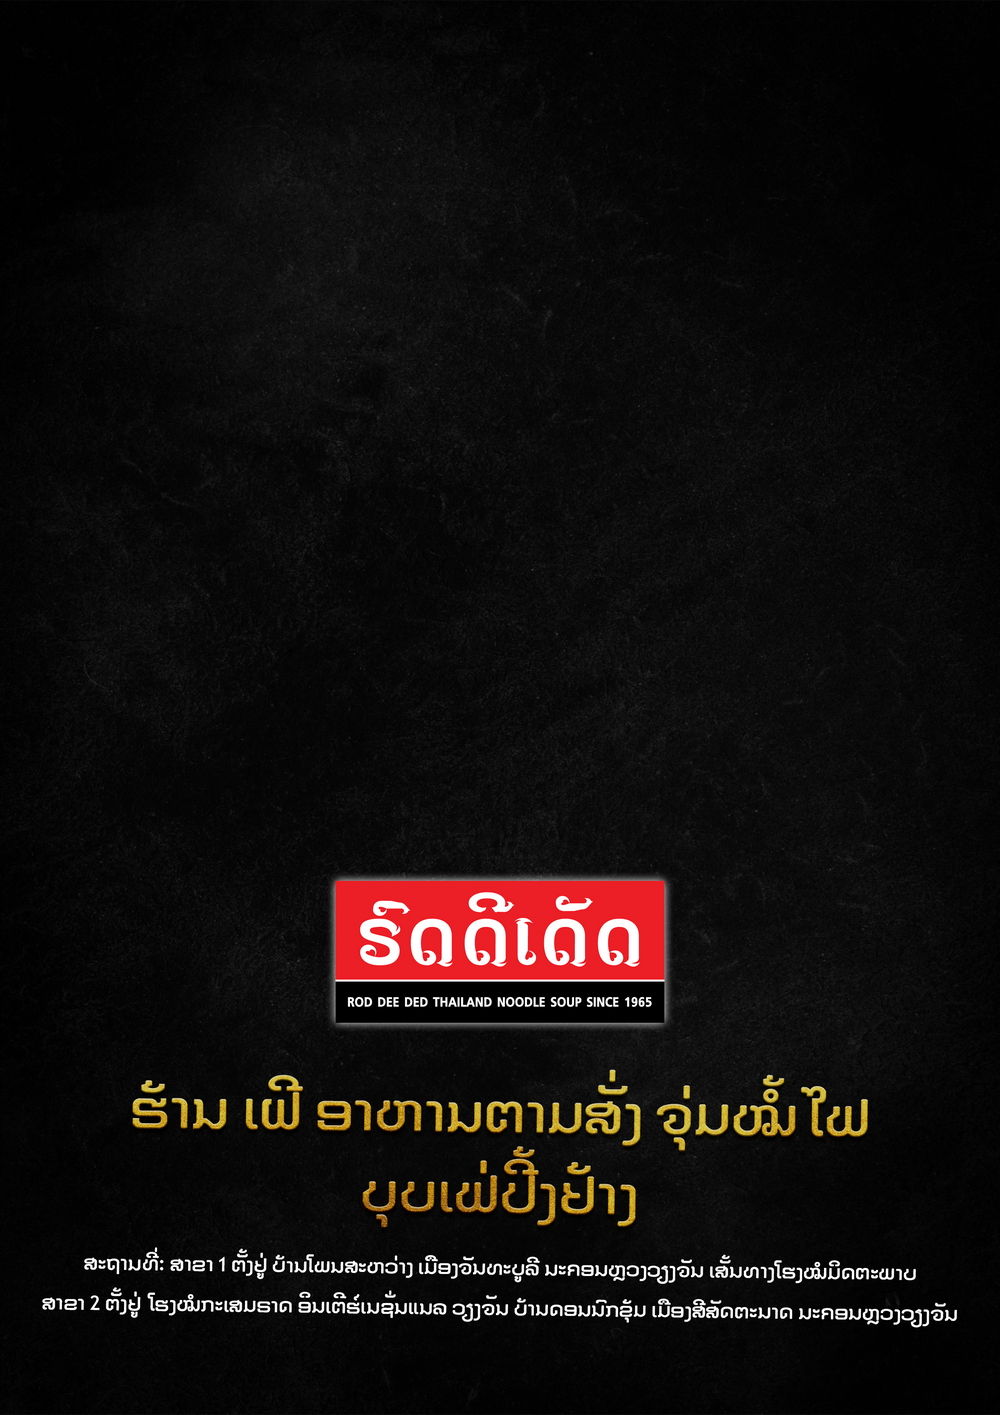 ຣົດດີເດັດ
ROD DEE DED THAILAND NOODLE SOUP SINCE 1965
ຮ້ານ ເຝີ ອາຫານຕາມສັ່ງ ຈຸ່ມໝໍ້ໄຟ
ບຸບເຟ່ປີ້ງຢ້າງ
ສະຖານທີ່: ສາຂາ 1 ຕັ້ງຢູ່ ບ້ານໂພນສະຫວ່າງ ເມືອງຈັນທະບູລີ ນະຄອນຫຼວງວຽງຈັນ ເສັ້ນທາງໂຮງໝໍມິດຕະພາບ
ສາຂາ 2 ຕັ້ງຢູ່ ໂຮງໝໍກະເສມຣາດ ອິນເຕີຣ໌ເນຊັ່ນແນລ ວຽງຈັນ ບ້ານດອນນົກຂຸ້ມ ເມືອງສີສັດຕະນາດ ນະຄອນຫຼວງວຽງຈັນ